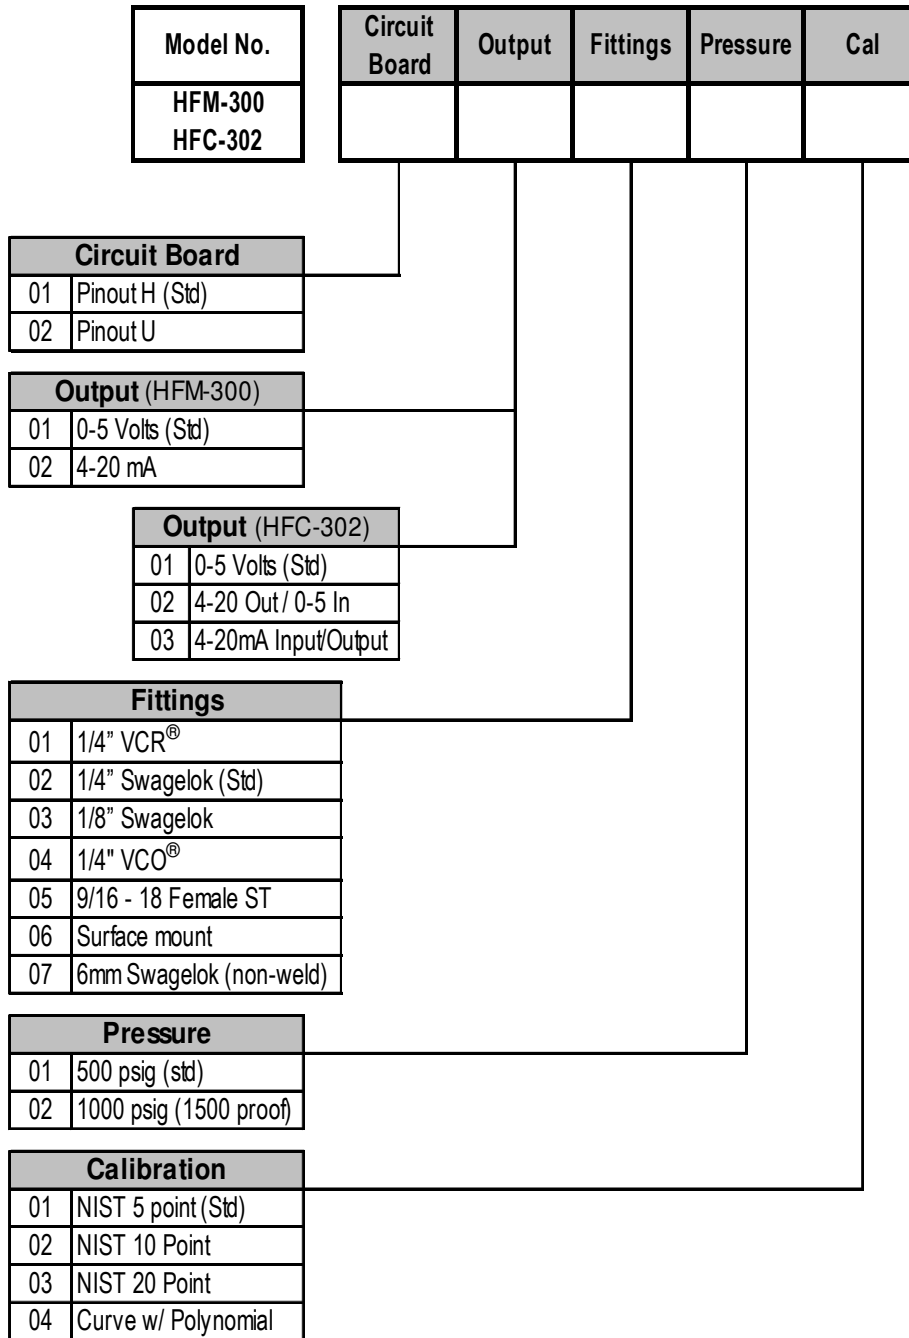 Model No. Circuit Board Output Fittings Pressure Cal
HFM-300
HFC-302
Circuit Board
01 Pinout H (Std)
02 Pinout U
Output (HFM-300)
01 0-5 Volts (Std)
02 4-20 mA
Output (HFC-302)
01 0-5 Volts (Std)
02 4-20 Out / 0-5 In
03 4-20mA Input/Output
Fittings
01 1/4” VCR®
02 1/4” Swagelok (Std)
03 1/8” Swagelok
04 1/4" VCO®
05 9/16 - 18 Female ST
06 Surface mount
07 6mm Swagelok (non-weld)
Pressure
01 500 psig (std)
02 1000 psig (1500 proof)
Calibration
01 NIST 5 point (Std)
02 NIST 10 Point
03 NIST 20 Point
04 Curve w/ Polynomial